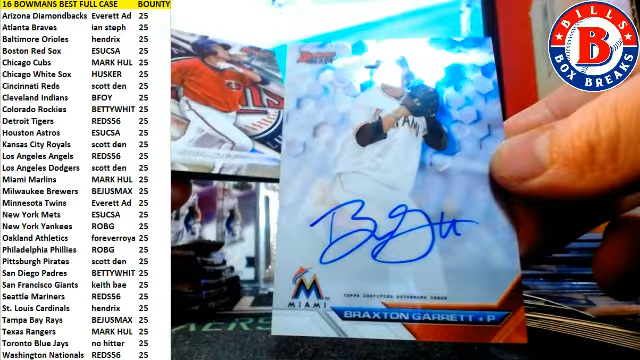 16 BOWMANS BEST FULL CASE BOUNTY
Arizona Diamondbacks Everett Ad 25
Atlanta Braves ian steph 25
Baltimore Orioles hendrix 25
Boston Red Sox ESUCSA 25
Chicago Cubs MARK HUL 25
Chicago White Sox HUSKER 25
Cincinnati Reds scott den 25
Cleveland Indians BFOY 25
Colorado Rockies BETTYWHIT 25
Detroit Tigers REDS56 25
Houston Astros ESUCSA 25
Kansas City Royals scott den 25
Los Angeles Angels REDS56 25
Los Angeles Dodgers scott den 25
Miami Marlins MARK HUL 25
Milwaukee Brewers BEJUSMAX 25
Minnesota Twins Everett Ad 25
New York Mets ESUCSA 25
New York Yankees ROBG 25
Oakland Athletics foreverroya 25
Philadelphia Phillies ROBG 25
Pittsburgh Pirates scott den 25
San Diego Padres BETTYWHIT 25
San Francisco Giants keith bae 25
Seattle Mariners REDS56 25
St. Louis Cardinals hendrix 25
Tampa Bay Rays BEJUSMAX 25
Texas Rangers MARK HUL 25
Toronto Blue Jays no hitter 25
Washington Nationals REDS56 25
BILLS
B
BOX BREAKS
TOPPS CERTIFIED AUTOGRAPH ISSUE
MIAMI
BRAXTON GARRETT • P